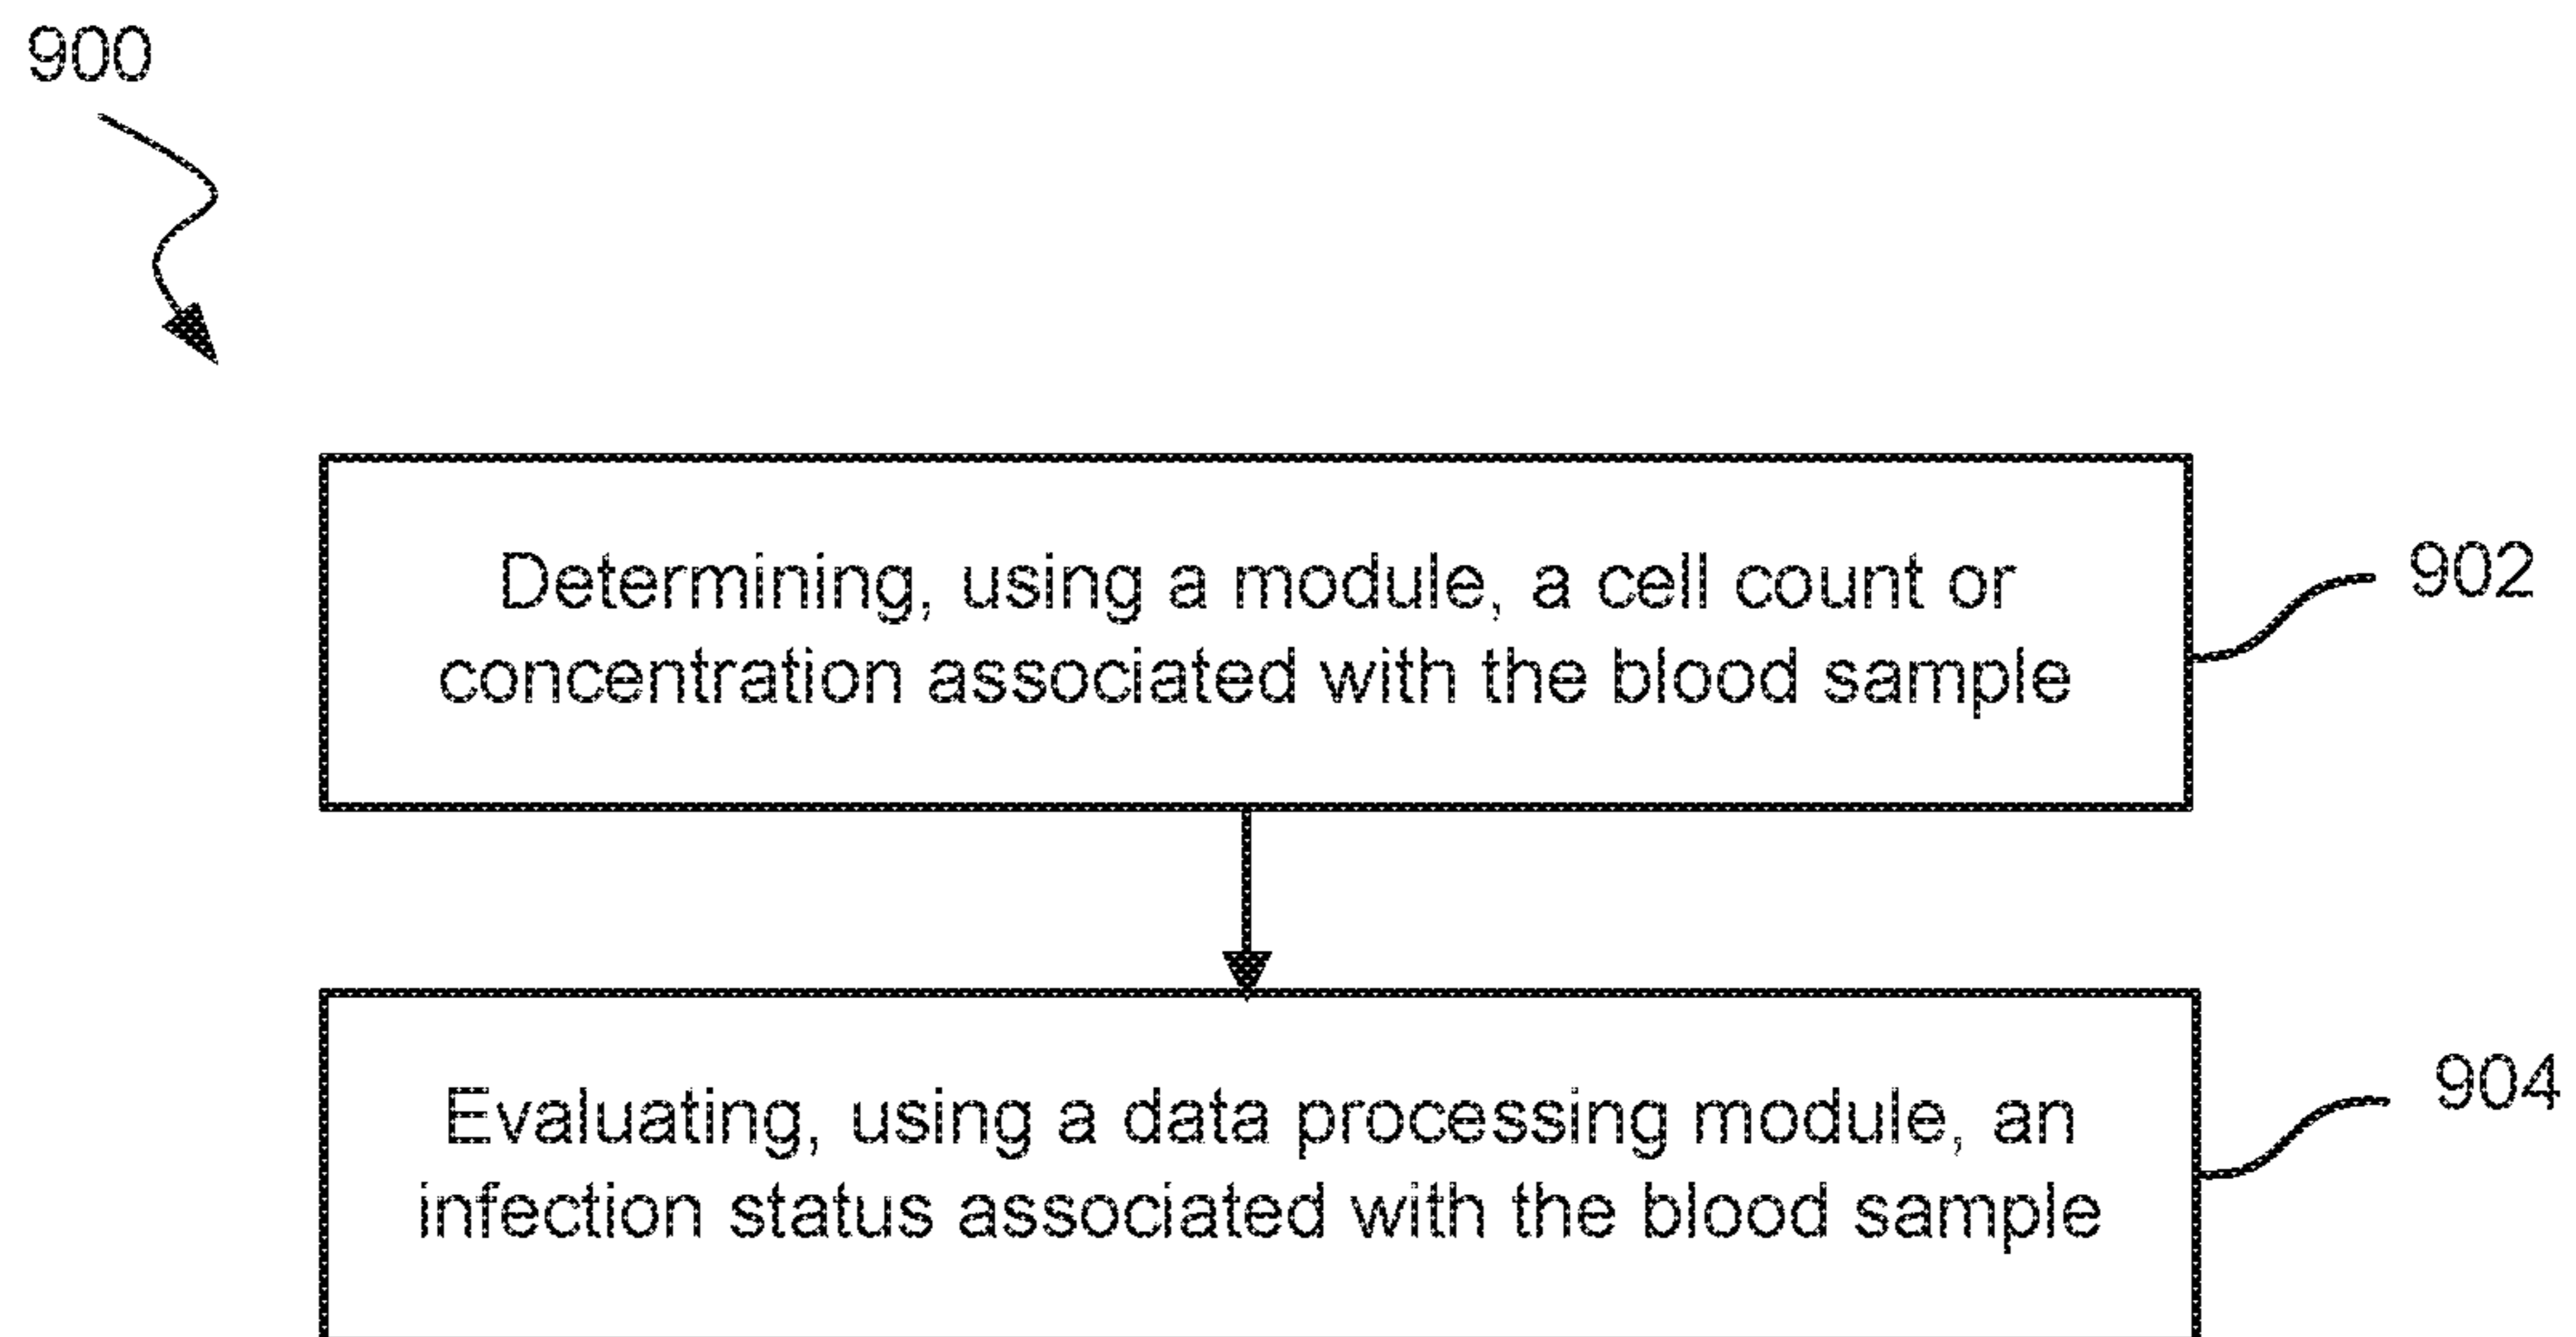 900
Determining, using a module, a cell count or
concentration associated with the blood sample
902
Evaluating, using a data processing module, an
infection status associated with the blood sample
904